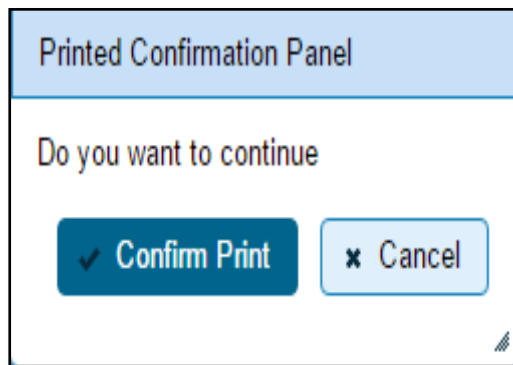 Printed Confirmation Panel
Do you want to continue
Confirm Print
Cancel